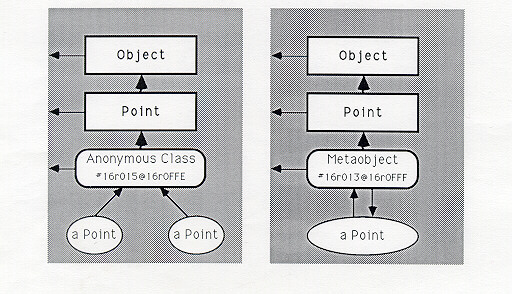 Object
Point
Anonymous Class
#16r015@16r0FFE
a Point
a Point
Object
Point
Metaobject
#16r013@16r0FFF
a Point